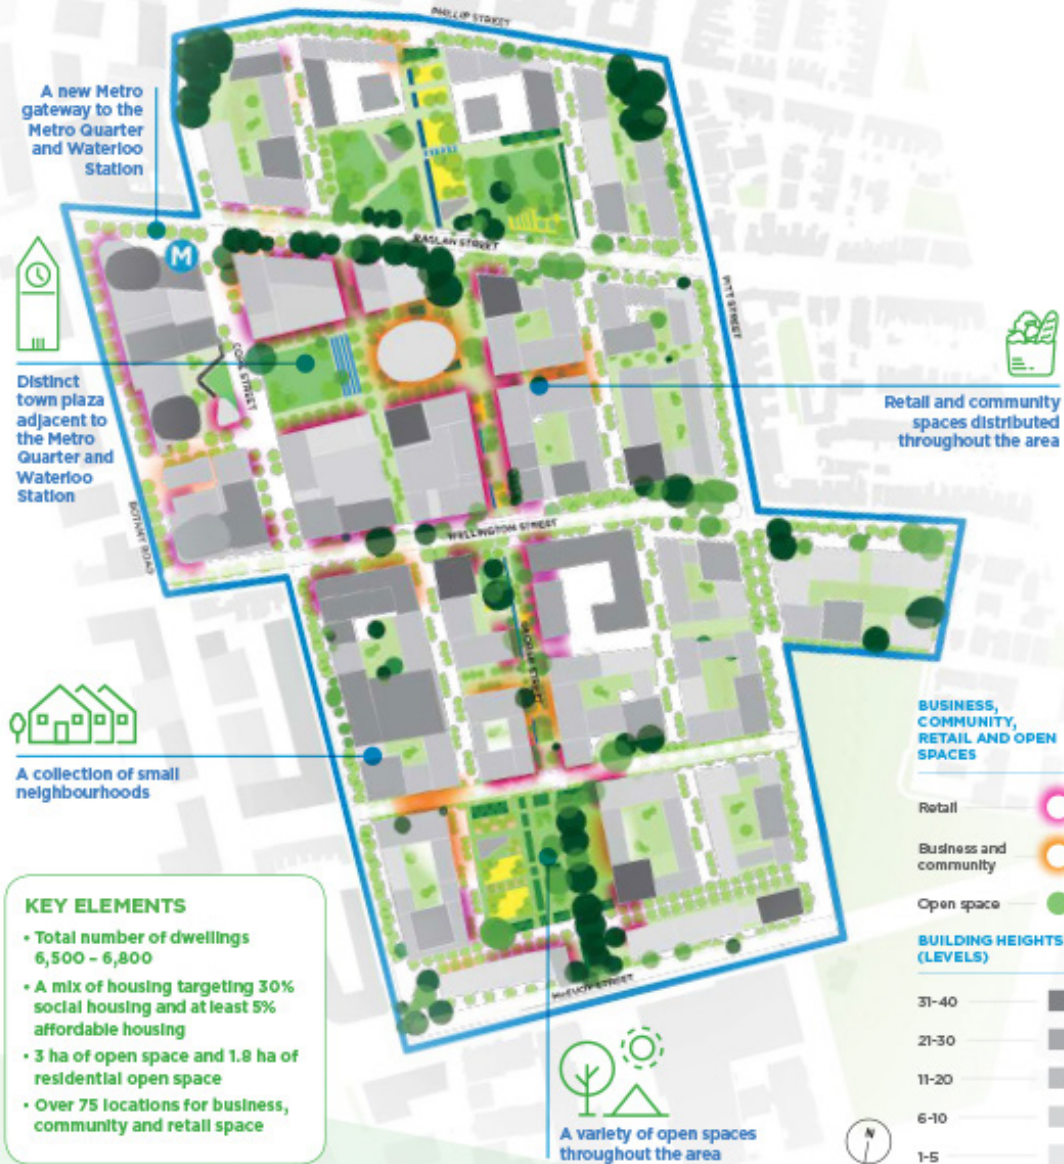 PHILLIP STREET
A new Metro
gateway to the
Metro Quarter
and Waterloo
Station
RAGLAN STREET
M
PITT STREET
COPE STREET
Distinct
town plaza
adjacent to
the Metro
Quarter and
Waterloo
Station
Retail and community
spaces distributed
throughout the area
BOTANY ROAD
WELLINGTON STREET
GEORGE STREET
A collection of small
neighbourhoods
BUSINESS,
COMMUNITY,
RETAIL AND OPEN
SPACES
Retail
Business and
community
Open space
BUILDING HEIGHTS
(LEVELS)
31-40
21-30
11-20
6-10
1-5
KEY ELEMENTS
• Total number of dwellings
6,500 – 6,800
• A mix of housing targeting 30%
social housing and at least 5%
affordable housing
• 3 ha of open space and 1.8 ha of
residential open space
• Over 75 locations for business,
community and retail space
McEVOY STREET
A variety of open spaces
throughout the area
N